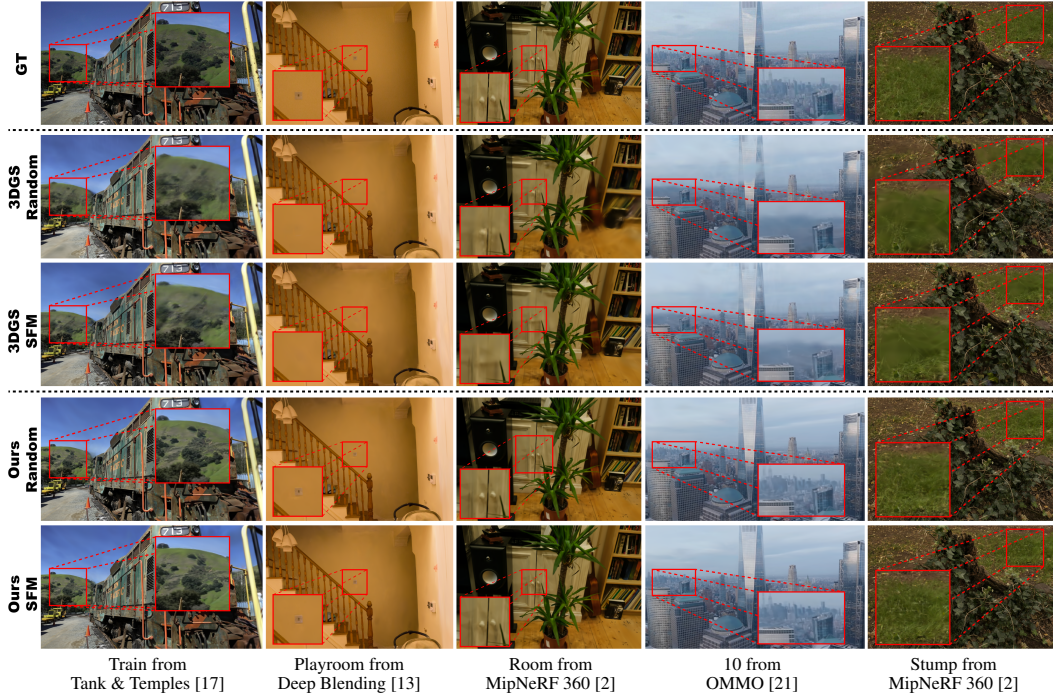 GT
713
3DGS
Random
713
3DGS
SFM
713
Ours
Random
713
Ours
SFM
713
Train from
Tank & Temples [17]
Playroom from
Deep Blending [13]
Room from
MipNeRF 360 [2]
10 from
OMMO [21]
Stump from
MipNeRF 360 [2]